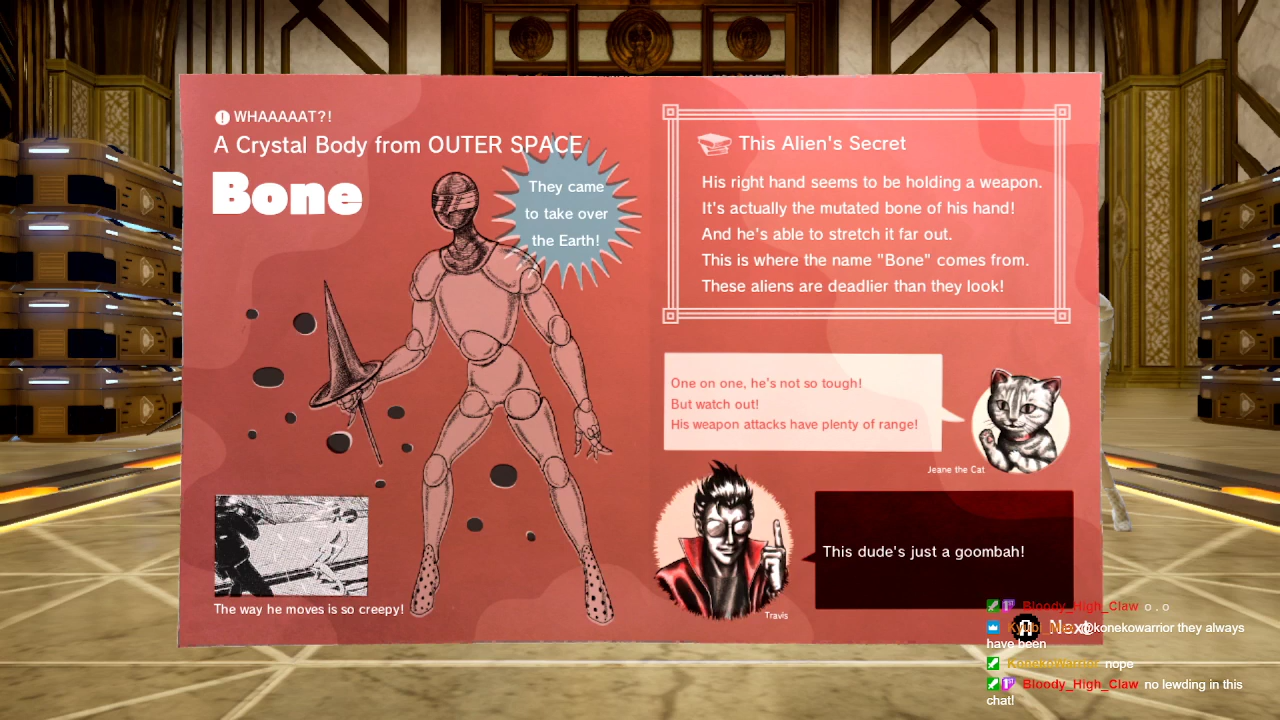 WHAAAAAT?!
A Crystal Body from OUTER SPACE
Bone
They came
to take over
the Earth!
The way he moves is so creepy!
This Alien's Secret
His right hand seems to be holding a weapon.
It's actually the mutated bone of his hand!
And he's able to stretch it far out.
This is where the name "Bone" comes from.
These aliens are deadlier than they look!
One on one, he's not so tough!
But watch out!
His weapon attacks have plenty of range!
Jeane the Cat
This dude's just a goombah!
Travis
A Next
Bloody_High_Claw o . o
@konekowarrior they always
have been
KonekoWarrior nope
Bloody_High_Claw no lewding in this
chat!